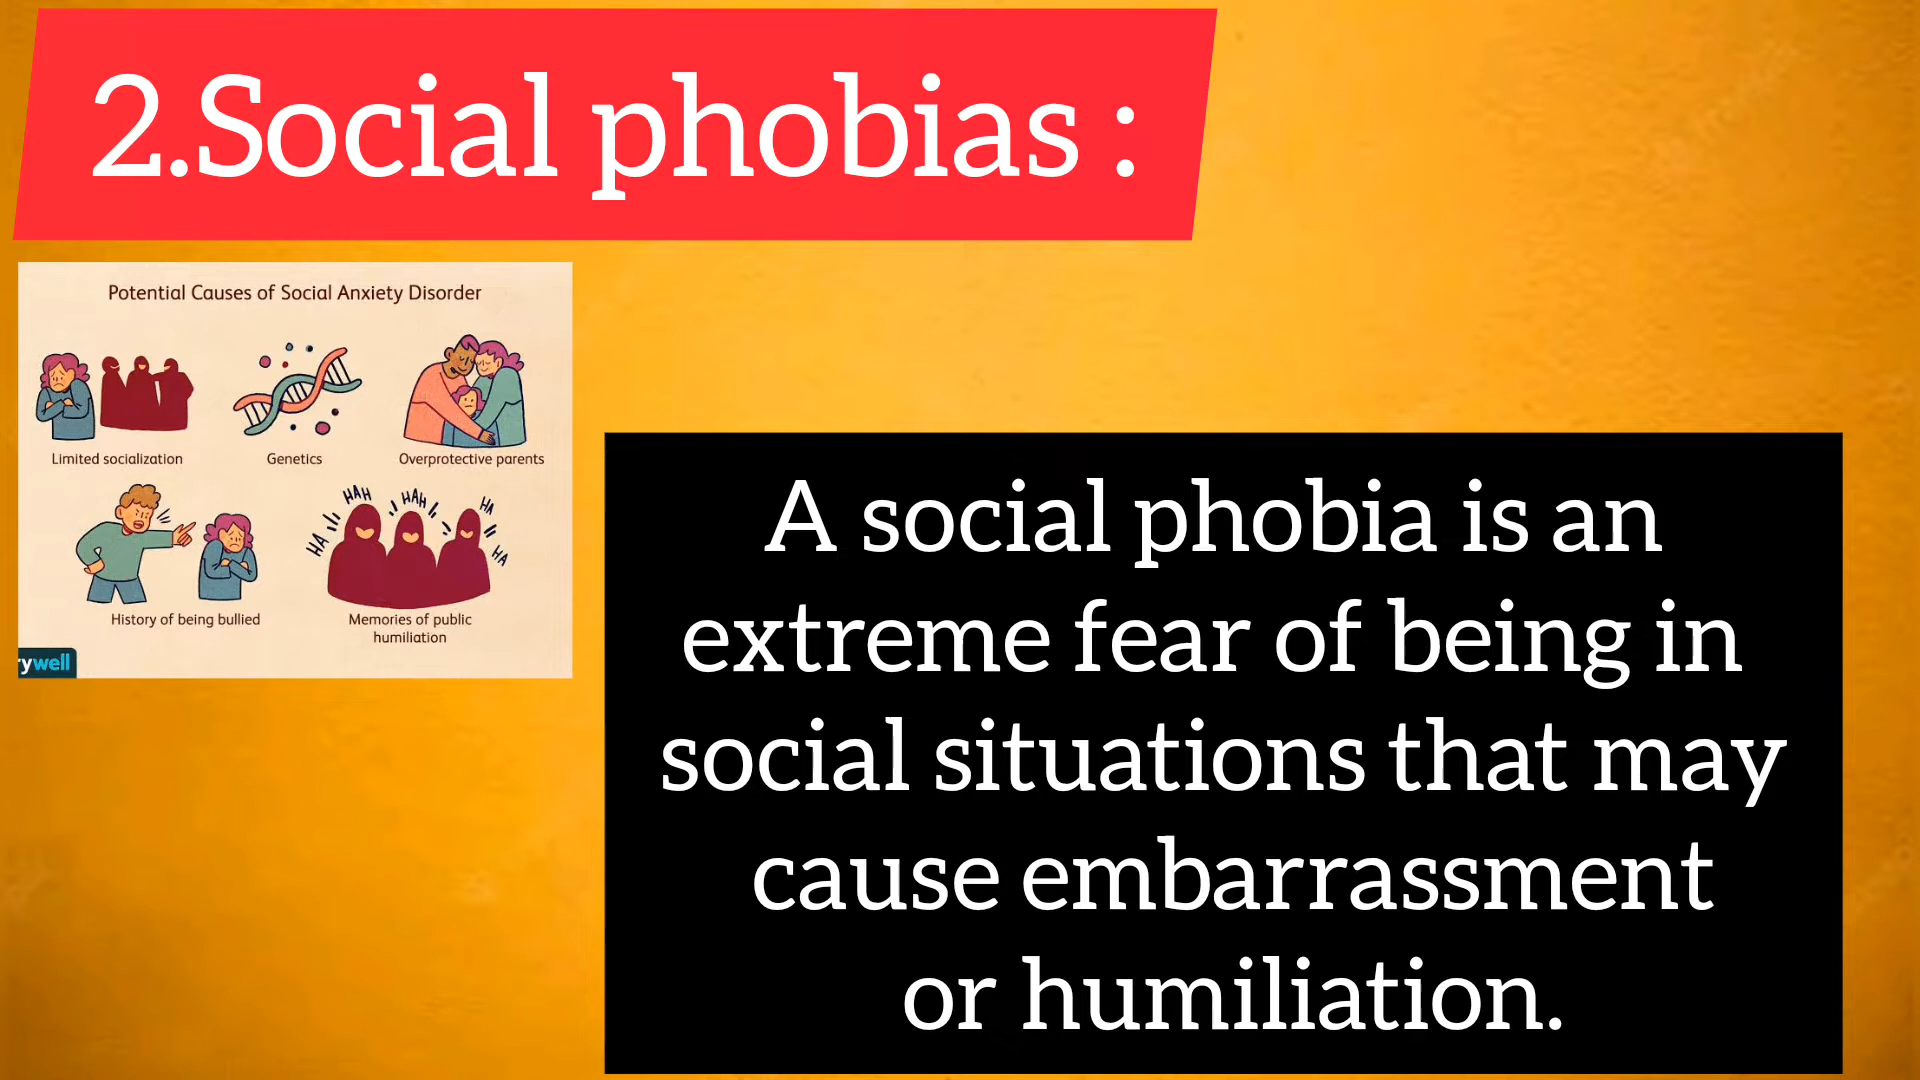 2.Social phobias :
Potential Causes of Social Anxiety Disorder
Limited socialization
Genetics
Overprotective parents
HA HAH HAH HA HA
History of being bullied
Memories of public
humiliation
rywell
A social phobia is an
extreme fear of being in
social situations that may
cause embarrassment
or humiliation.